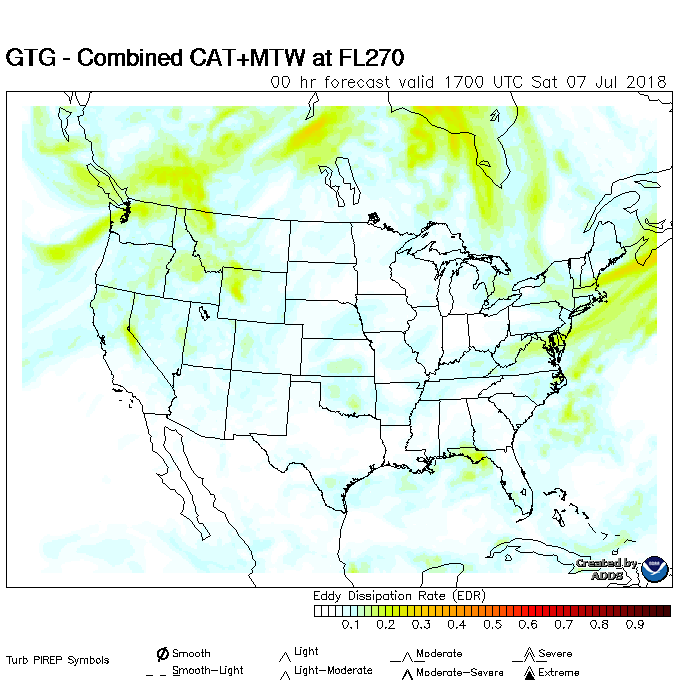 GTG - Combined CAT+MTW at FL270
00 hr forecast valid 1700 UTC Sat 07 Jul 2018
Created by
ADDS
Eddy Dissipation Rate (EDR)
0.1 0.2 0.3 0.4 0.5 0.6 0.7 0.8 0.9
Turb PIREP Symbols
Smooth Light Moderate Severe
Smooth-Light Light-Moderate Moderate-Severe Extreme